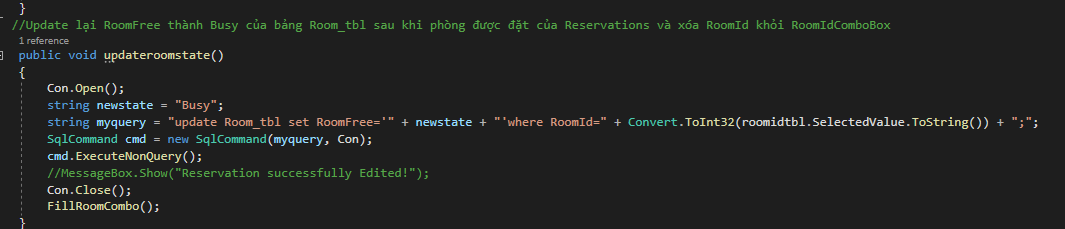 }
//Update lại RoomFree thành Busy của bảng Room_tbl sau khi phòng được đặt của Reservations và xóa RoomId khỏi RoomIdComboBox
1 reference
public void updateroomstate()
{
Con.Open();
string newstate = "Busy";
string myquery = "update Room_tbl set RoomFree='" + newstate + "'where RoomId=" + Convert.ToInt32(roomidtbl.SelectedValue.ToString()) + ";";
SqlCommand cmd = new SqlCommand(myquery, Con);
cmd.ExecuteNonQuery();
//MessageBox.Show("Reservation successfully Edited!");
Con.Close();
FillRoomCombo();
}